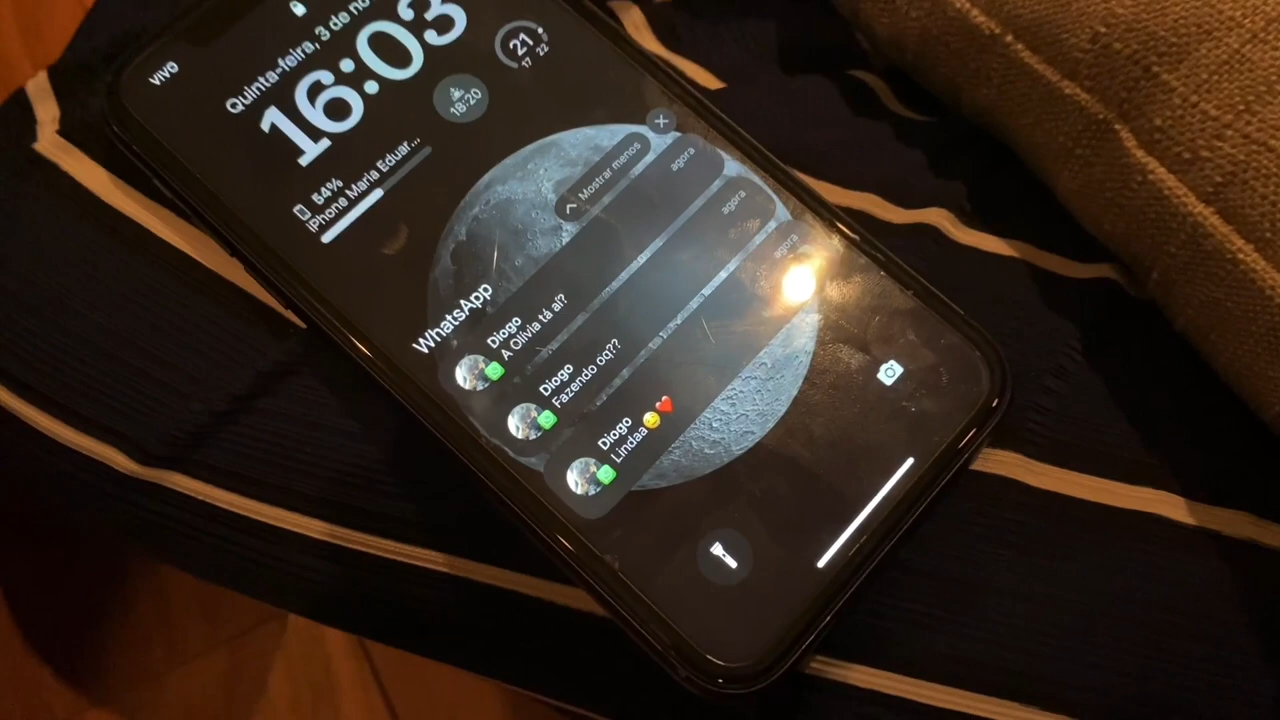 vivo
Quinta-feira, 3 de no
16:03
54%
iPhone Maria Eduar...
18:20
21
17 22
WhatsApp
Mostrar menos
Diogo
agora
A Olívia tá aí?
Diogo
agora
Fazendo oq??
Diogo
agora
Lindaa😍❤️